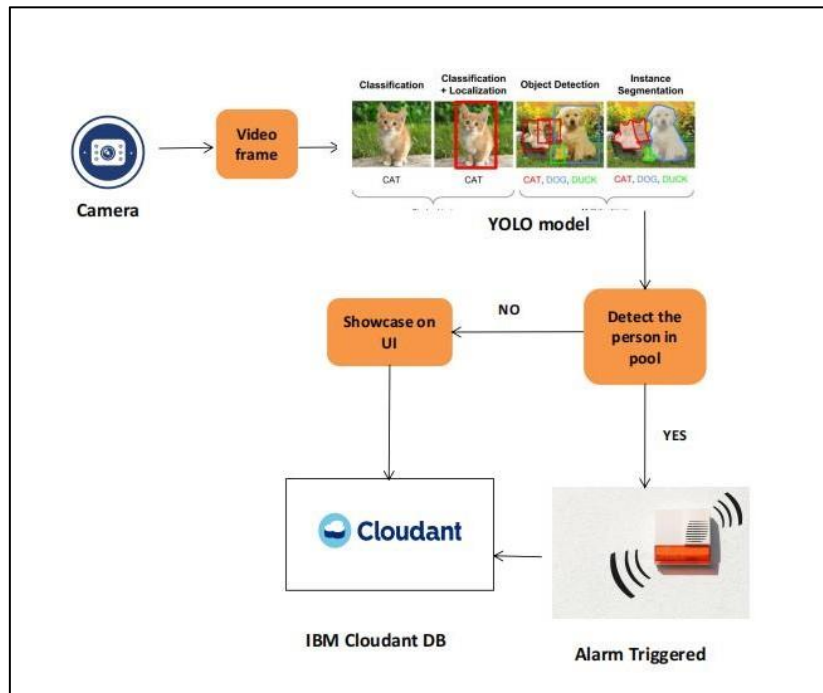 Classification
Classification
+ Localization
Object Detection
Instance
Segmentation
CAT
CAT
CAT, DOG, DUCK
CAT, DOG, DUCK
Camera
Video
frame
YOLO model
Detect the
person in
pool
NO
Showcase on
UI
YES
Cloudant
IBM Cloudant DB
Alarm Triggered